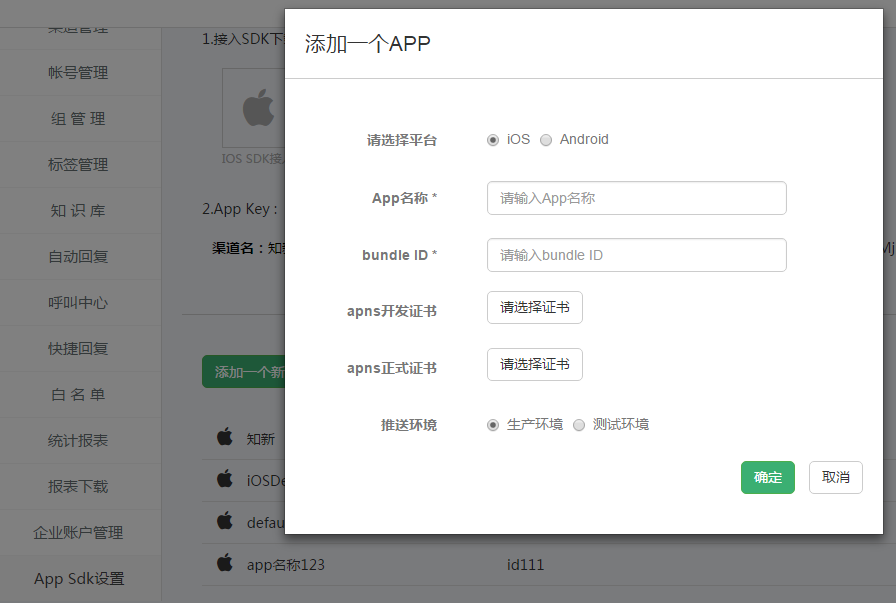 帐号管理
组 管 理
标签管理
知 识 库
自动回复
呼叫中心
快捷回复
白 名 单
统计报表
报表下载
企业账户管理
App Sdk设置
1.接入SDK下
IOS SDK接
2.App Key :
渠道名：知新
添加一个新
知新
iOSDe
defau
app名称123 id111
添加一个APP
请选择平台 iOS Android
App名称 * 请输入App名称
bundle ID * 请输入bundle ID
apns开发证书 请选择证书
apns正式证书 请选择证书
推送环境 生产环境 测试环境
确定 取消